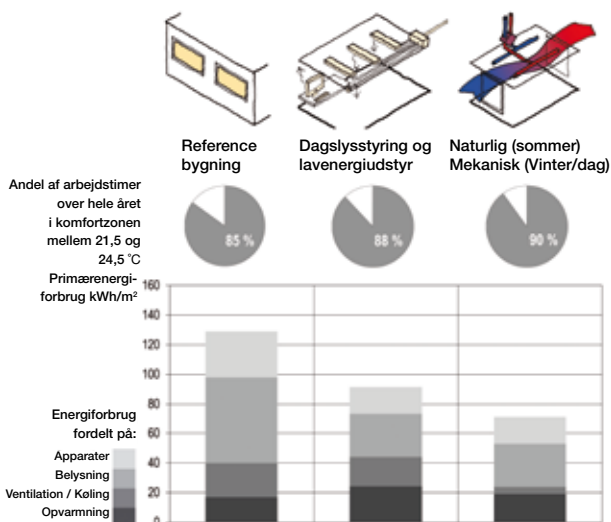 Reference
bygning
Dagslysstyring og
lavenergiudstyr
Naturlig (sommer)
Mekanisk (Vinter/dag)
Andel af arbejdstimer
over hele året
i komfortzonen
mellem 21,5 og
24,5 °C
85 %
88 %
90 %
Primærenergi-
forbrug kWh/m²
160
140
120
100
80
60
40
20
0
Energiforbrug
fordelt på:
Apparater
Belysning
Ventilation / Køling
Opvarmning